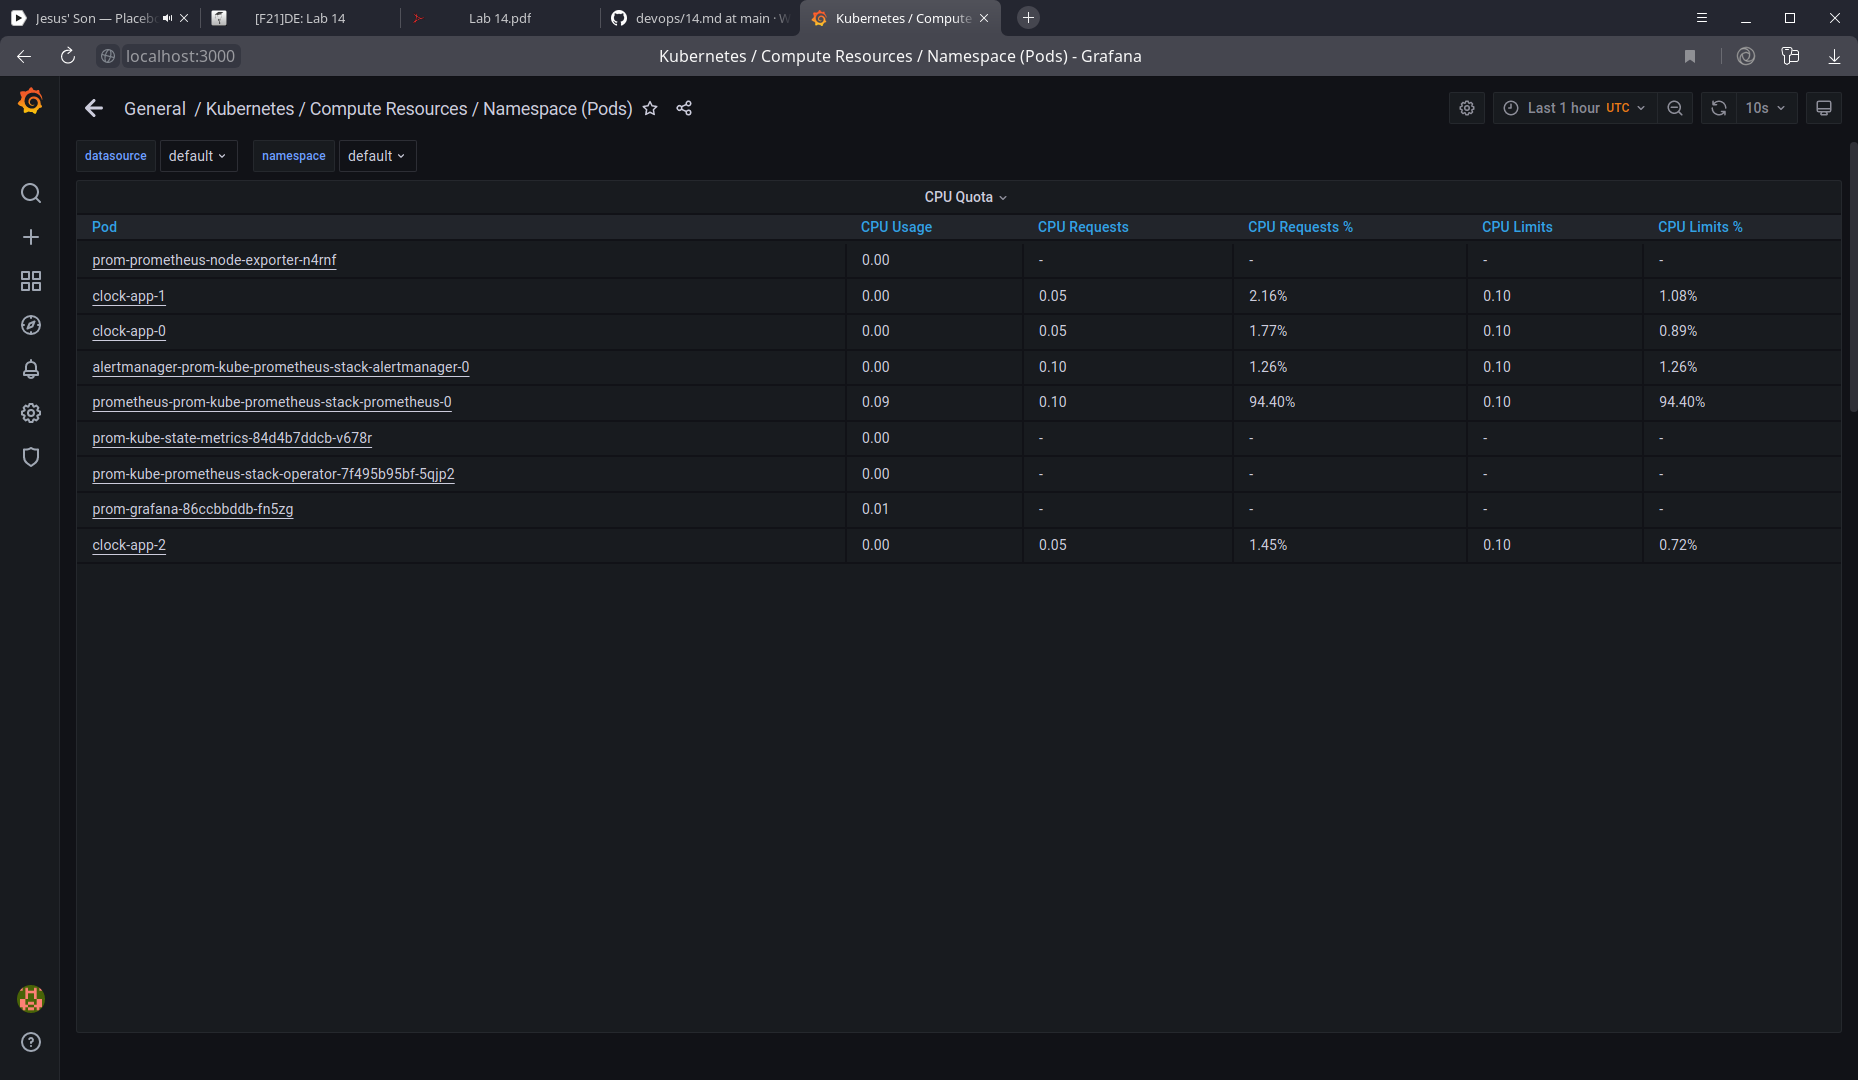 Jesus' Son — Placeb
[F21]DE: Lab 14
Lab 14.pdf
devops/14.md at main · W
Kubernetes / Compute
localhost:3000
Kubernetes / Compute Resources / Namespace (Pods) - Grafana
General / Kubernetes / Compute Resources / Namespace (Pods)
Last 1 hour UTC
10s
datasource default namespace default
CPU Quota
Pod CPU Usage CPU Requests CPU Requests % CPU Limits CPU Limits %
prom-prometheus-node-exporter-n4rnf 0.00 - - - -
clock-app-1 0.00 0.05 2.16% 0.10 1.08%
clock-app-0 0.00 0.05 1.77% 0.10 0.89%
alertmanager-prom-kube-prometheus-stack-alertmanager-0 0.00 0.10 1.26% 0.10 1.26%
prometheus-prom-kube-prometheus-stack-prometheus-0 0.09 0.10 94.40% 0.10 94.40%
prom-kube-state-metrics-84d4b7ddcb-v678r 0.00 - - - -
prom-kube-prometheus-stack-operator-7f495b95bf-5qjp2 0.00 - - - -
prom-grafana-86ccbbddb-fn5zg 0.01 - - - -
clock-app-2 0.00 0.05 1.45% 0.10 0.72%